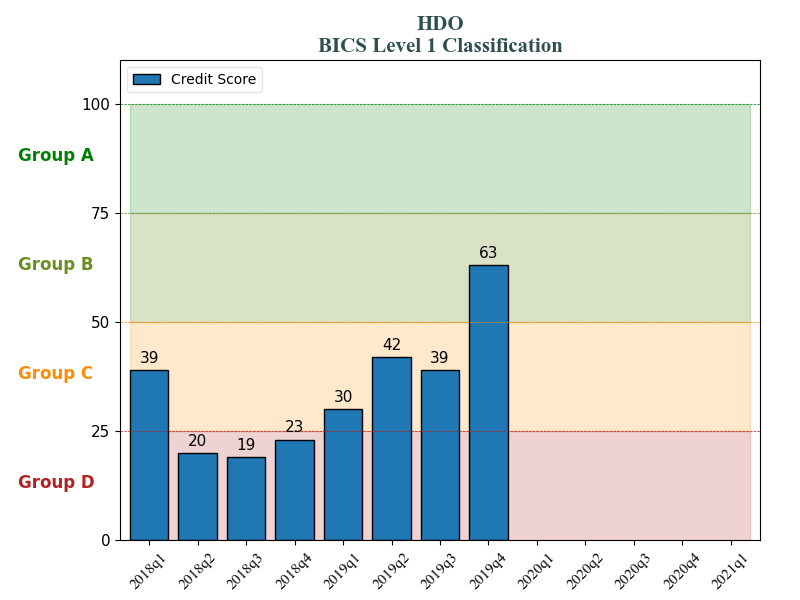 HDO
BICS Level 1 Classification
Credit Score
100
Group A
75
Group B
63
50
42
39
39
Group C
30
25
23
20
19
Group D
0
2018q1 2018q2 2018q3 2018q4 2019q1 2019q2 2019q3 2019q4 2020q1 2020q2 2020q3 2020q4 2021q1